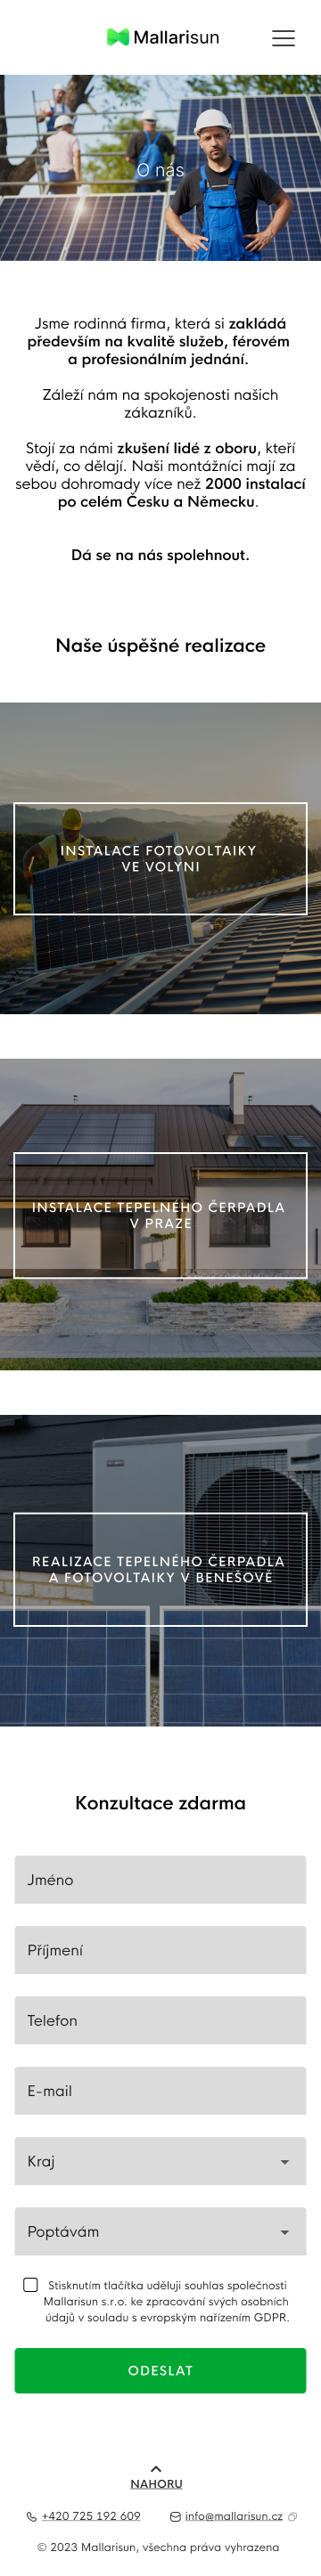 Mallarisun
O nás
Jsme rodinná firma, která si zakládá
především na kvalitě služeb, férovém
a profesionálním jednání.
Záleží nám na spokojenosti našich
zákazníků.
Stojí za námi zkušení lidé z oboru, kteří
vědí, co dělají. Naši montážníci mají za
sebou dohromady více než 2000 instalací
po celém Česku a Německu.
Dá se na nás spolehnout.
Naše úspěšné realizace
INSTALACE FOTOVOLTAIKY
VE VOLYNI
INSTALACE TEPELNÉHO ČERPADLA
V PRAZE
REALIZACE TEPELNÉHO ČERPADLA
A FOTOVOLTAIKY V BENEŠOVĚ
Konzultace zdarma
Jméno
Příjmení
Telefon
E-mail
Kraj
Poptávám
Stisknutím tlačítka uděluji souhlas společnosti
Mallarisun s.r.o. ke zpracování svých osobních
údajů v souladu s evropským nařízením GDPR.
ODESLAT
NAHORU
+420 725 192 609 info@mallarisun.cz
© 2023 Mallarisun, všechna práva vyhrazena